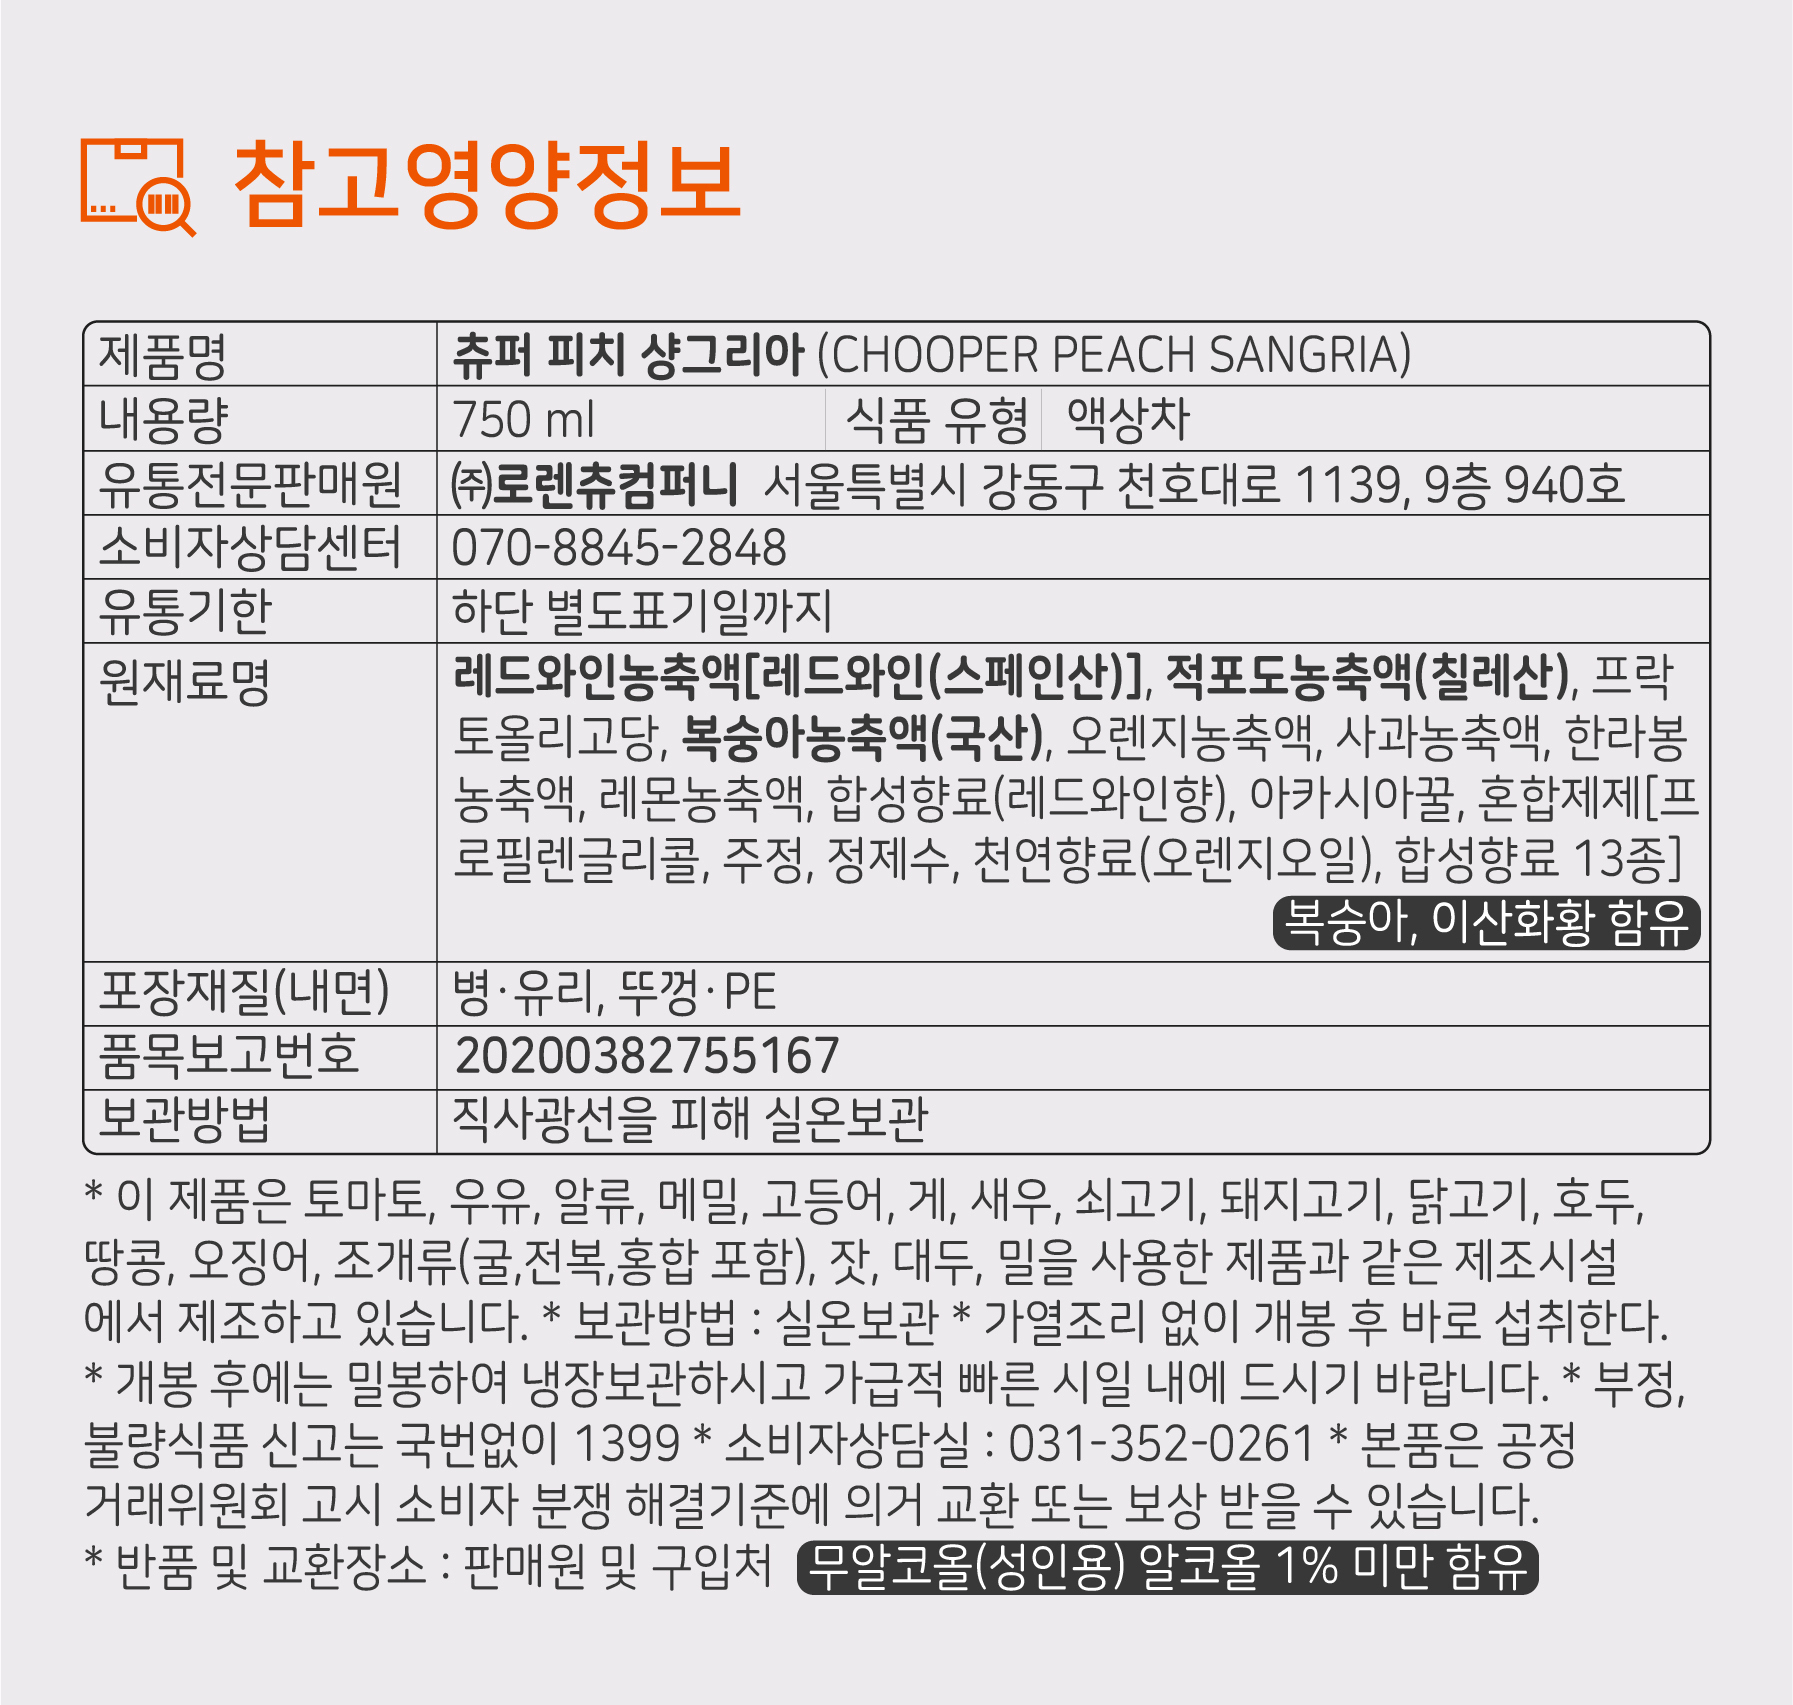 참고영양정보
제품명 츄퍼 피치 샹그리아 (CHOOPER PEACH SANGRIA)
내용량 750 ml 식품 유형 액상차
유통전문판매원 ㈜로렌츄컴퍼니 서울특별시 강동구 천호대로 1139, 9층 940호
소비자상담센터 070-8845-2848
유통기한 하단 별도표기일까지
원재료명 레드와인농축액[레드와인(스페인산)], 적포도농축액(칠레산), 프락
토올리고당, 복숭아농축액(국산), 오렌지농축액, 사과농축액, 한라봉
농축액, 레몬농축액, 합성향료(레드와인향), 아카시아꿀, 혼합제제[프
로필렌글리콜, 주정, 정제수, 천연향료(오렌지오일), 합성향료 13종]
복숭아, 이산화황 함유
포장재질(내면) 병·유리, 뚜껑·PE
품목보고번호 20200382755167
보관방법 직사광선을 피해 실온보관
* 이 제품은 토마토, 우유, 알류, 메밀, 고등어, 게, 새우, 쇠고기, 돼지고기, 닭고기, 호두,
땅콩, 오징어, 조개류(굴,전복,홍합 포함), 잣, 대두, 밀을 사용한 제품과 같은 제조시설
에서 제조하고 있습니다. * 보관방법 : 실온보관 * 가열조리 없이 개봉 후 바로 섭취한다.
* 개봉 후에는 밀봉하여 냉장보관하시고 가급적 빠른 시일 내에 드시기 바랍니다. * 부정,
불량식품 신고는 국번없이 1399 * 소비자상담실 : 031-352-0261 * 본품은 공정
거래위원회 고시 소비자 분쟁 해결기준에 의거 교환 또는 보상 받을 수 있습니다.
* 반품 및 교환장소 : 판매원 및 구입처 무알코올(성인용) 알코올 1% 미만 함유